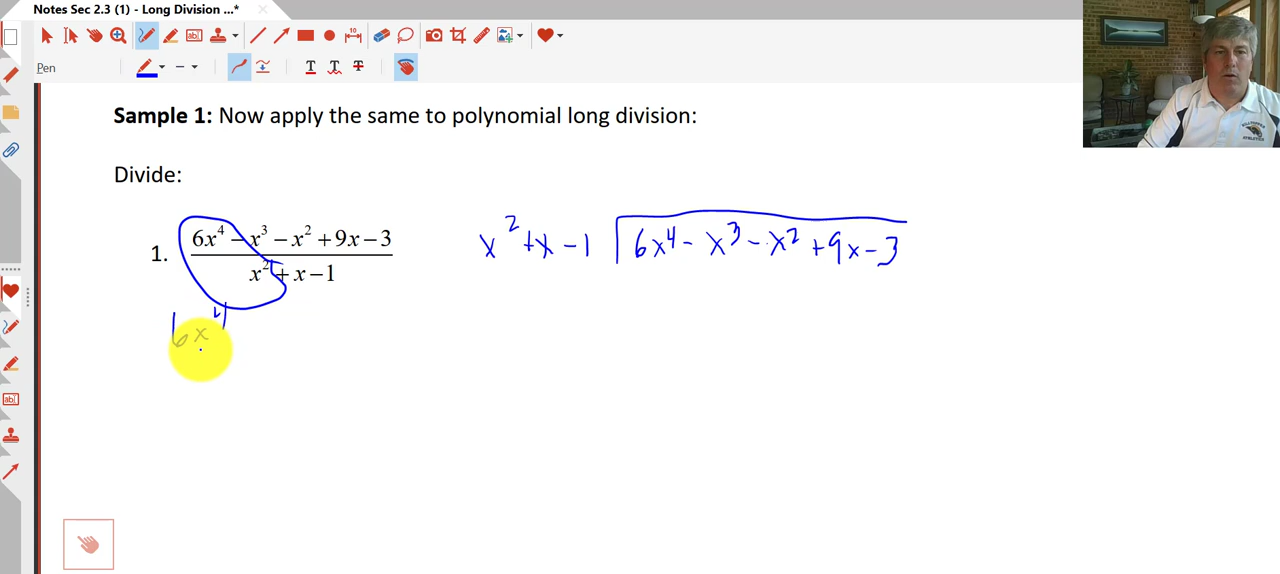 Notes Sec 2.3 (1) - Long Division ...*
Pen
Sample 1: Now apply the same to polynomial long division:
Divide:
1. 6x⁴ − x³ − x² + 9x − 3
x² + x − 1
x² + x − 1 6x⁴ − x³ − x² + 9x − 3
6x⁴